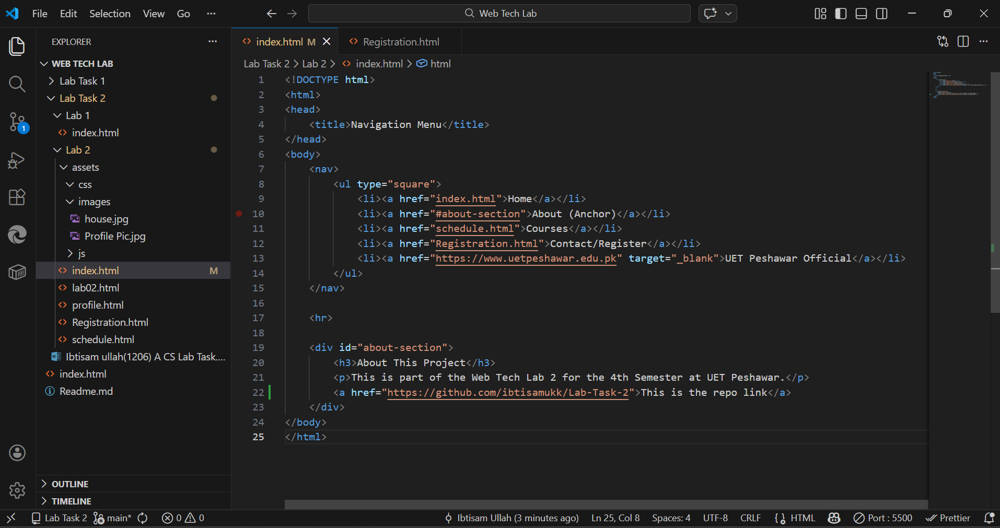 File Edit Selection View Go ···
Web Tech Lab
EXPLORER ···
WEB TECH LAB
Lab Task 1
Lab Task 2
Lab 1
index.html
Lab 2
assets
css
images
house.jpg
Profile Pic.jpg
js
index.html M
lab02.html
profile.html
Registration.html
schedule.html
Ibtisam ullah(1206) A CS Lab Task....
index.html
Readme.md
OUTLINE
TIMELINE
1
index.html M
Registration.html
Lab Task 2 > Lab 2 > index.html > html
1 <!DOCTYPE html>
2 <html>
3 <head>
4 <title>Navigation Menu</title>
5 </head>
6 <body>
7 <nav>
8 <ul type="square">
9 <li><a href="index.html">Home</a></li>
10 <li><a href="#about-section">About (Anchor)</a></li>
11 <li><a href="schedule.html">Courses</a></li>
12 <li><a href="Registration.html">Contact/Register</a></li>
13 <li><a href="https://www.uetpeshawar.edu.pk" target="_blank">UET Peshawar Official</a></li>
14 </ul>
15 </nav>
16
17 <hr>
18
19 <div id="about-section">
20 <h3>About This Project</h3>
21 <p>This is part of the Web Tech Lab 2 for the 4th Semester at UET Peshawar.</p>
22 <a href="https://github.com/ibtisamukk/Lab-Task-2">This is the repo link</a>
23 </div>
24 </body>
25 </html>
Lab Task 2 main* 0 0 Ibtisam Ullah (3 minutes ago) Ln 25, Col 8 Spaces: 4 UTF-8 CRLF HTML Port : 5500 Prettier